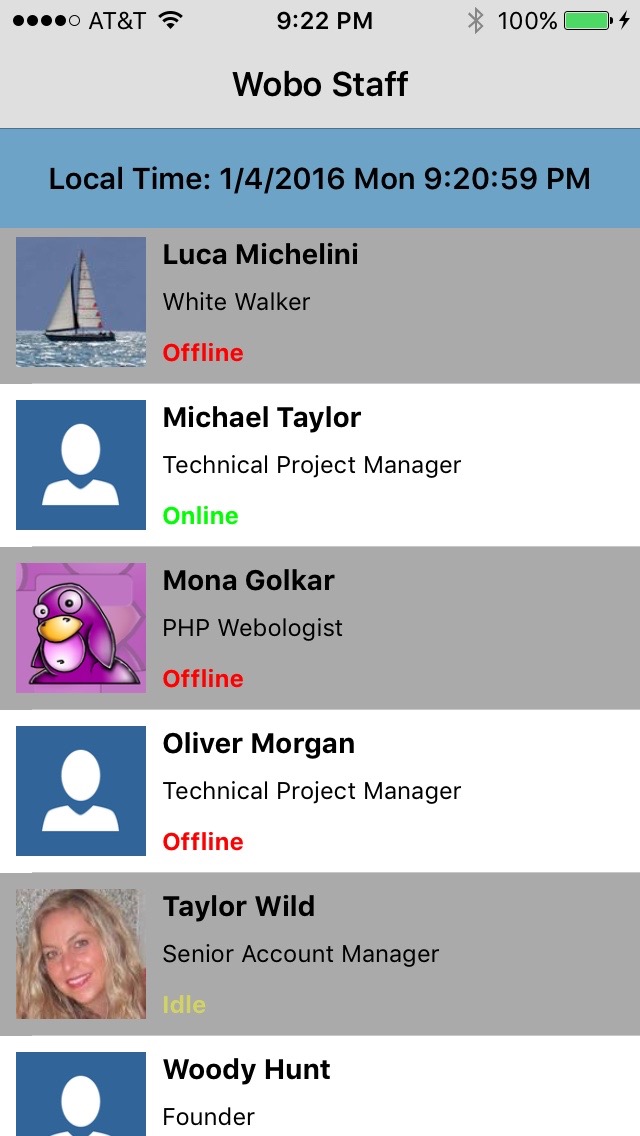 AT&T 9:22 PM 100%
Wobo Staff
Local Time: 1/4/2016 Mon 9:20:59 PM
Luca Michelini
White Walker
Offline
Michael Taylor
Technical Project Manager
Online
Mona Golkar
PHP Webologist
Offline
Oliver Morgan
Technical Project Manager
Offline
Taylor Wild
Senior Account Manager
Idle
Woody Hunt
Founder